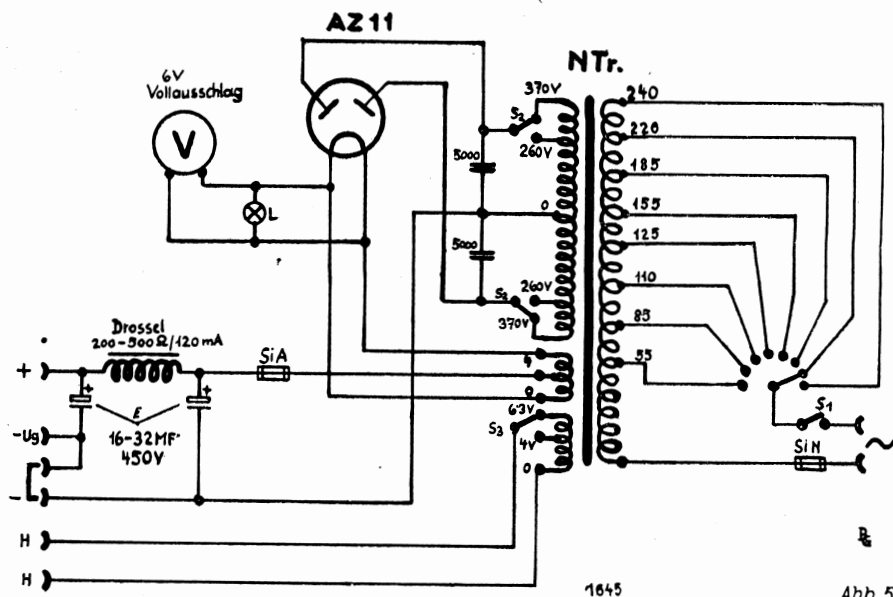 AZ11
NTr.
6V
Vollausschlag
V
L
370V
S2
260V
5000
0
5000
260V
S2
370V
240
220
185
155
125
110
85
55
S1
SiN
Drossel
200-500Ω/120mA
SiA
+
+
+
E
16-32MF
450V
-Ug
-
4
0
6.3V
S3
4V
0
H
H
1645
Abb. 5